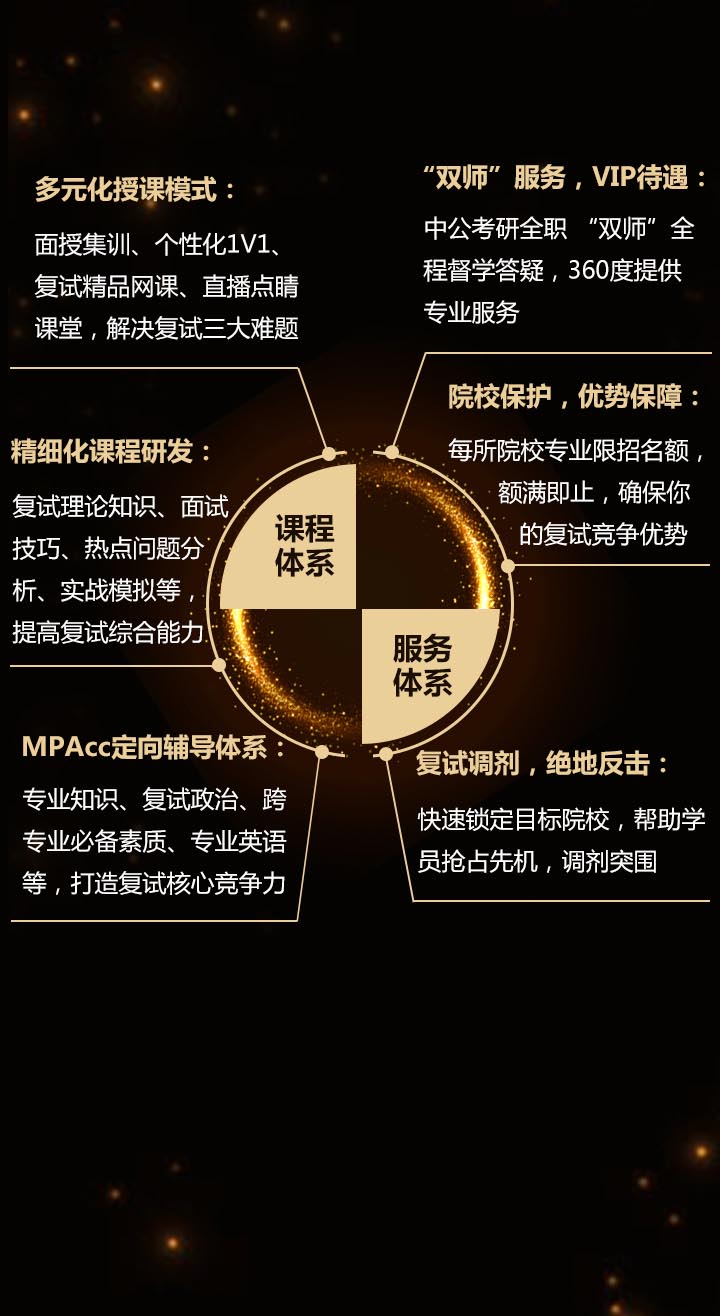 多元化授课模式：
面授集训、个性化1V1、
复试精品网课、直播点睛
课堂，解决复试三大难题
精细化课程研发：
复试理论知识、面试
技巧、热点问题分
析、实战模拟等，
提高复试综合能力
MPAcc定向辅导体系：
专业知识、复试政治、跨
专业必备素质、专业英语
等，打造复试核心竞争力
课程
体系
服务
体系
“双师”服务，VIP待遇：
中公考研全职 “双师”全
程督学答疑，360度提供
专业服务
院校保护，优势保障：
每所院校专业限招名额，
额满即止，确保你
的复试竞争优势
复试调剂，绝地反击：
快速锁定目标院校，帮助学
员抢占先机，调剂突围